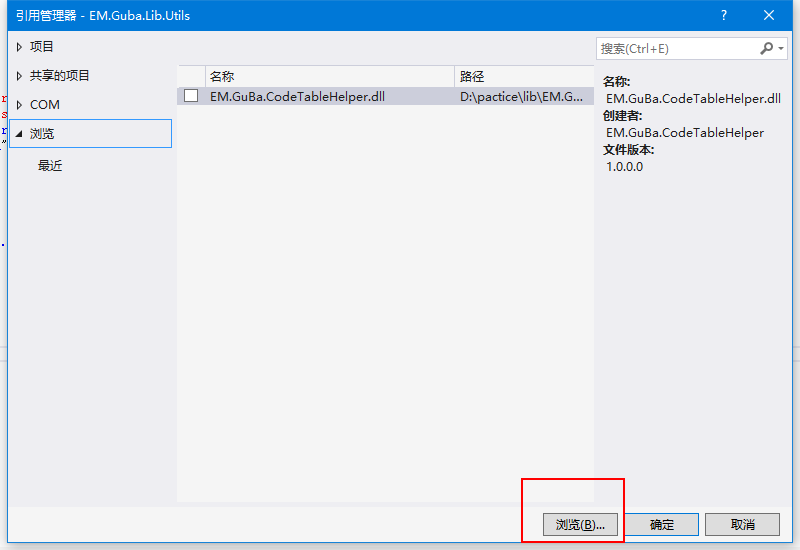 引用管理器 - EM.Guba.Lib.Utils
?
项目
共享的项目
COM
浏览
最近
名称
路径
EM.GuBa.CodeTableHelper.dll
D:\pactice\lib\EM.G...
搜索(Ctrl+E)
名称:
EM.GuBa.CodeTableHelper.dll
创建者:
EM.GuBa.CodeTableHelper
文件版本:
1.0.0.0
浏览(B)...
确定
取消